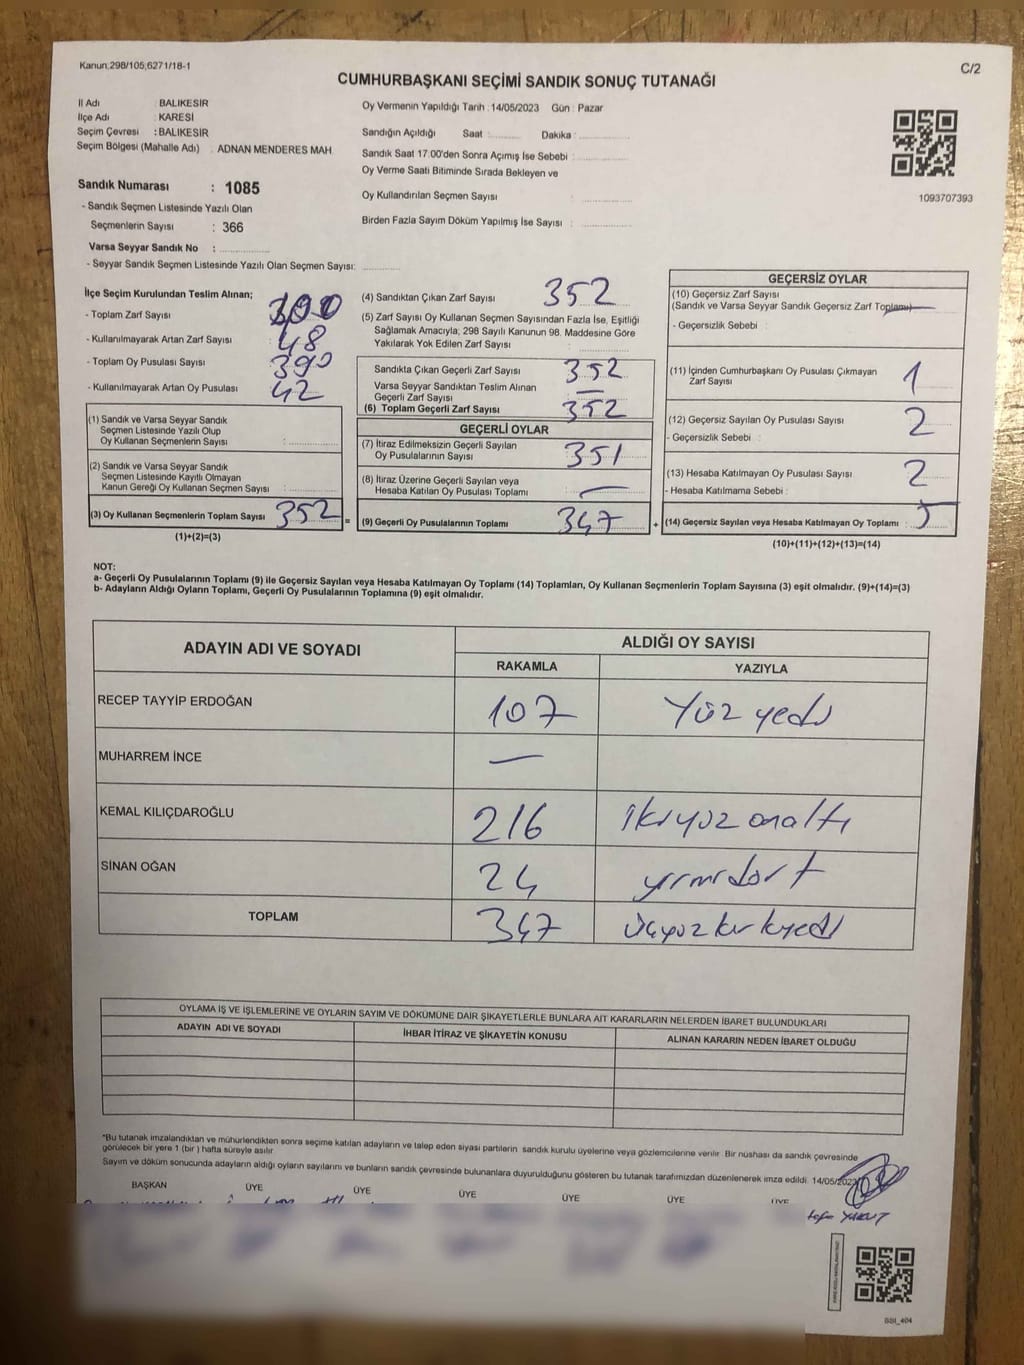 Kanun:298/105;6271/18-1
C/2
CUMHURBAŞKANI SEÇİMİ SANDIK SONUÇ TUTANAĞI
İl Adı : BALIKESİR
İlçe Adı : KARESİ
Seçim Çevresi : BALIKESİR
Seçim Bölgesi (Mahalle Adı) : ADNAN MENDERES MAH.
Sandık Numarası : 1085
- Sandık Seçmen Listesinde Yazılı Olan
Seçmenlerin Sayısı : 366
Varsa Seyyar Sandık No :
- Seyyar Sandık Seçmen Listesinde Yazılı Olan Seçmen Sayısı:
Oy Vermenin Yapıldığı Tarih :14/05/2023 Gün : Pazar
Sandığın Açıldığı Saat : Dakika :
Sandık Saat 17:00'den Sonra Açılmış İse Sebebi :
Oy Verme Saati Bitiminde Sırada Bekleyen ve
Oy Kullandırılan Seçmen Sayısı :
Birden Fazla Sayım Döküm Yapılmış İse Sayısı :
1093707393
İlçe Seçim Kurulundan Teslim Alınan;
- Toplam Zarf Sayısı :
- Kullanılmayarak Artan Zarf Sayısı : 48
- Toplam Oy Pusulası Sayısı : 390
- Kullanılmayarak Artan Oy Pusulası : 42
(1) Sandık ve Varsa Seyyar Sandık
Seçmen Listesinde Yazılı Olup
Oy Kullanan Seçmenlerin Sayısı :
(2) Sandık ve Varsa Seyyar Sandık
Seçmen Listesinde Kayıtlı Olmayan
Kanun Gereği Oy Kullanan Seçmen Sayısı :
(3) Oy Kullanan Seçmenlerin Toplam Sayısı : 352
(1)+(2)=(3)
(4) Sandıktan Çıkan Zarf Sayısı 352
(5) Zarf Sayısı Oy Kullanan Seçmen Sayısından Fazla İse, Eşitliği
Sağlamak Amacıyla; 298 Sayılı Kanunun 98. Maddesine Göre
Yakılarak Yok Edilen Zarf Sayısı :
Sandıkta Çıkan Geçerli Zarf Sayısı 352
Varsa Seyyar Sandıktan Teslim Alınan
Geçerli Zarf Sayısı —
(6) Toplam Geçerli Zarf Sayısı 352
GEÇERLİ OYLAR
(7) İtiraz Edilmeksizin Geçerli Sayılan
Oy Pusulalarının Sayısı : 351
(8) İtiraz Üzerine Geçerli Sayılan veya
Hesaba Katılan Oy Pusulası Toplamı : —
= (9) Geçerli Oy Pusulalarının Toplamı 347
GEÇERSİZ OYLAR
(10) Geçersiz Zarf Sayısı
(Sandık ve Varsa Seyyar Sandık Geçersiz Zarf Toplamı) —
- Geçersizlik Sebebi :
(11) İçinden Cumhurbaşkanı Oy Pusulası Çıkmayan
Zarf Sayısı 1
(12) Geçersiz Sayılan Oy Pusulası Sayısı 2
- Geçersizlik Sebebi :
(13) Hesaba Katılmayan Oy Pusulası Sayısı 2
- Hesaba Katılmama Sebebi :
+ (14) Geçersiz Sayılan veya Hesaba Katılmayan Oy Toplamı : 5
(10)+(11)+(12)+(13)=(14)
NOT:
a- Geçerli Oy Pusulalarının Toplamı (9) ile Geçersiz Sayılan veya Hesaba Katılmayan Oy Toplamı (14) Toplamları, Oy Kullanan Seçmenlerin Toplam Sayısına (3) eşit olmalıdır. (9)+(14)=(3)
b- Adayların Aldığı Oyların Toplamı, Geçerli Oy Pusulalarının Toplamına (9) eşit olmalıdır.
ADAYIN ADI VE SOYADI
ALDIĞI OY SAYISI
RAKAMLA YAZIYLA
RECEP TAYYİP ERDOĞAN 107 Yüz yedi
MUHARREM İNCE —
KEMAL KILIÇDAROĞLU 216 ikiyüz onaltı
SİNAN OĞAN 24 yirmidört
TOPLAM 347 üçyüzkırkyedi
OYLAMA İŞ VE İŞLEMLERİNE VE OYLARIN SAYIM VE DÖKÜMÜNE DAİR ŞİKAYETLERLE BUNLARA AİT KARARLARIN NELERDEN İBARET BULUNDUKLARI
ADAYIN ADI VE SOYADI İHBAR İTİRAZ VE ŞİKAYETİN KONUSU ALINAN KARARIN NEDEN İBARET OLDUĞU
*Bu tutanak imzalandıktan ve mühürlendikten sonra seçime katılan adayların ve talep eden siyasi partilerin sandık kurulu üyelerine veya gözlemcilerine verilir. Bir nüshası da sandık çevresinde
görülecek bir yere 1 (bir ) hafta süreyle asılır.
Sayım ve döküm sonucunda adayların aldığı oyların sayılarını ve bunların sandık çevresinde bulunanlara duyurulduğunu gösteren bu tutanak tarafımızdan düzenlenerek imza edildi. 14/05/2023
BAŞKAN ÜYE ÜYE ÜYE ÜYE ÜYE ÜYE